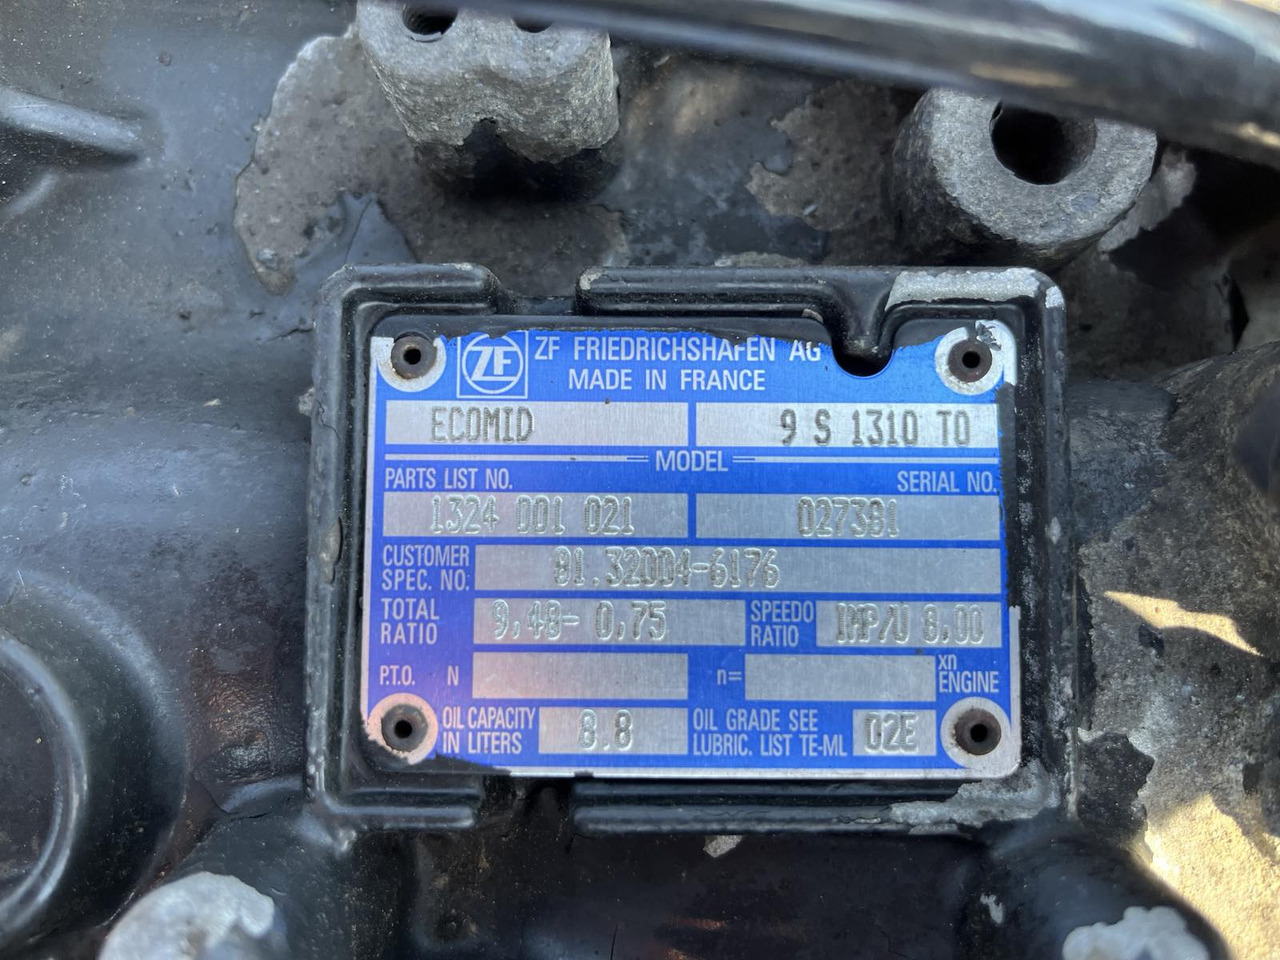 ZF ZF FRIEDRICHSHAFEN AG
MADE IN FRANCE
ECOMID 9 S 1310 TO
MODEL
PARTS LIST NO. SERIAL NO.
1324 001 021 027381
CUSTOMER
SPEC. NO. 81.32004-6176
TOTAL
RATIO 9,48- 0,75 SPEEDO
RATIO IMP/U 8,00
P.T.O. N n= xn
ENGINE
OIL CAPACITY
IN LITERS 8.8 OIL GRADE SEE
LUBRIC. LIST TE-ML 02E